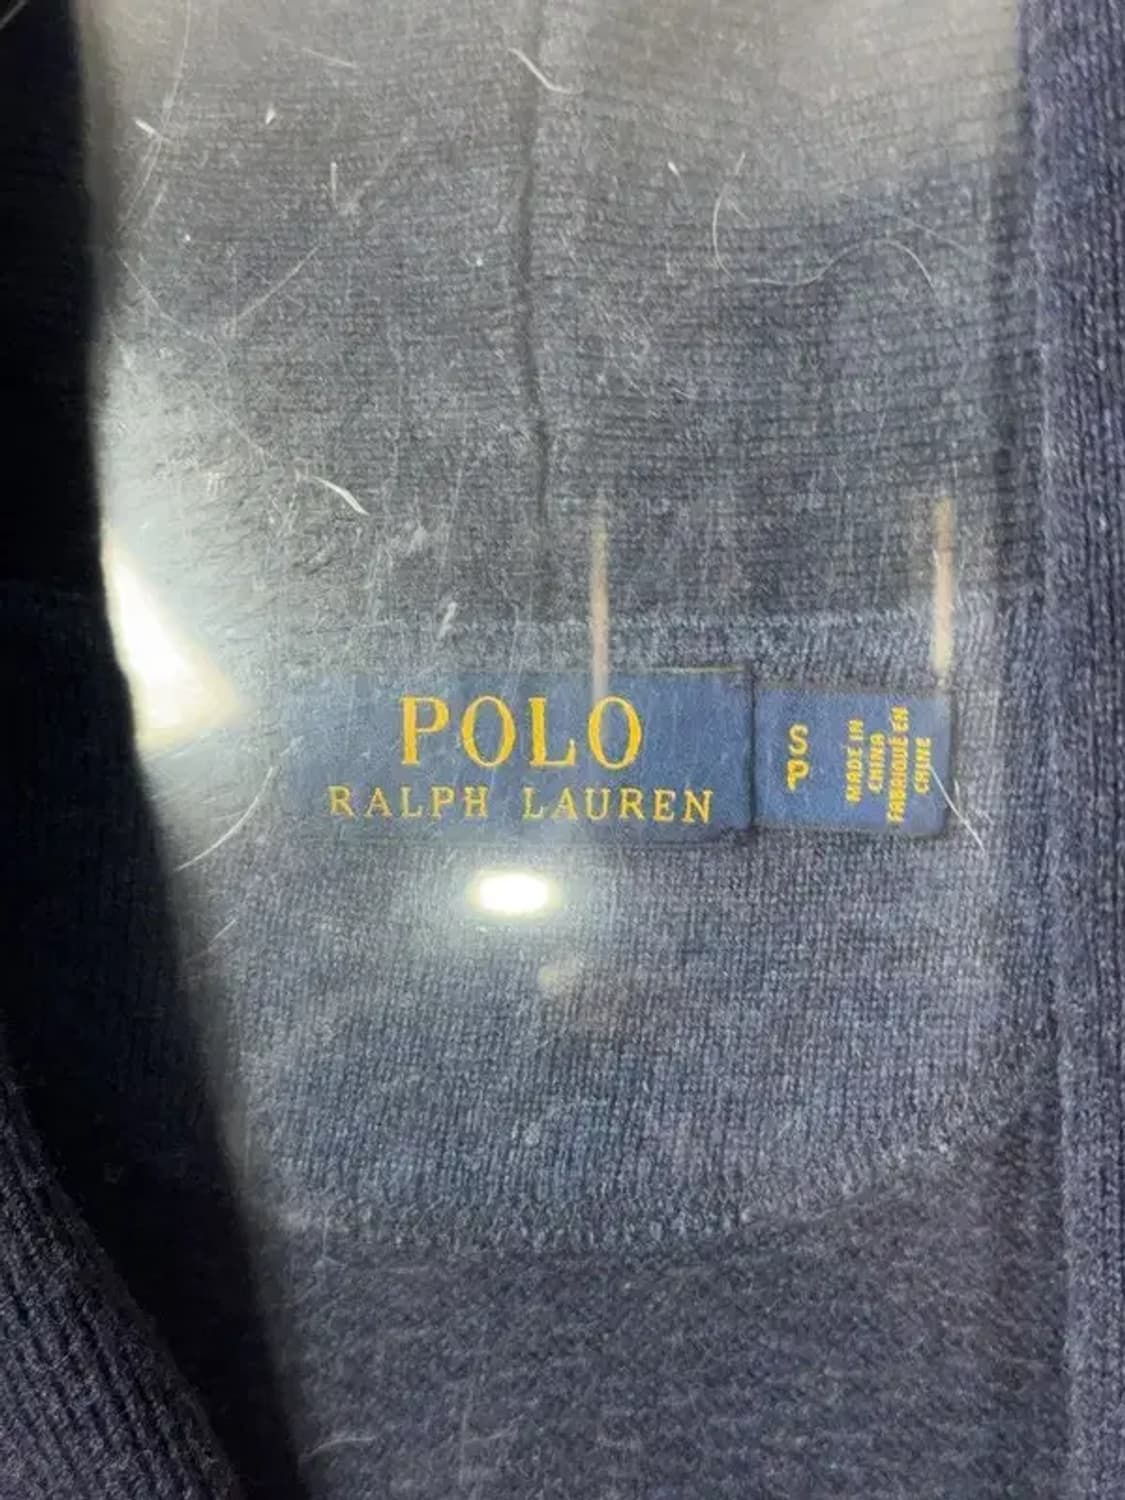 POLO
RALPH LAUREN
S
P
MADE IN
CHINA
FABRIQUÉ EN
CHINE